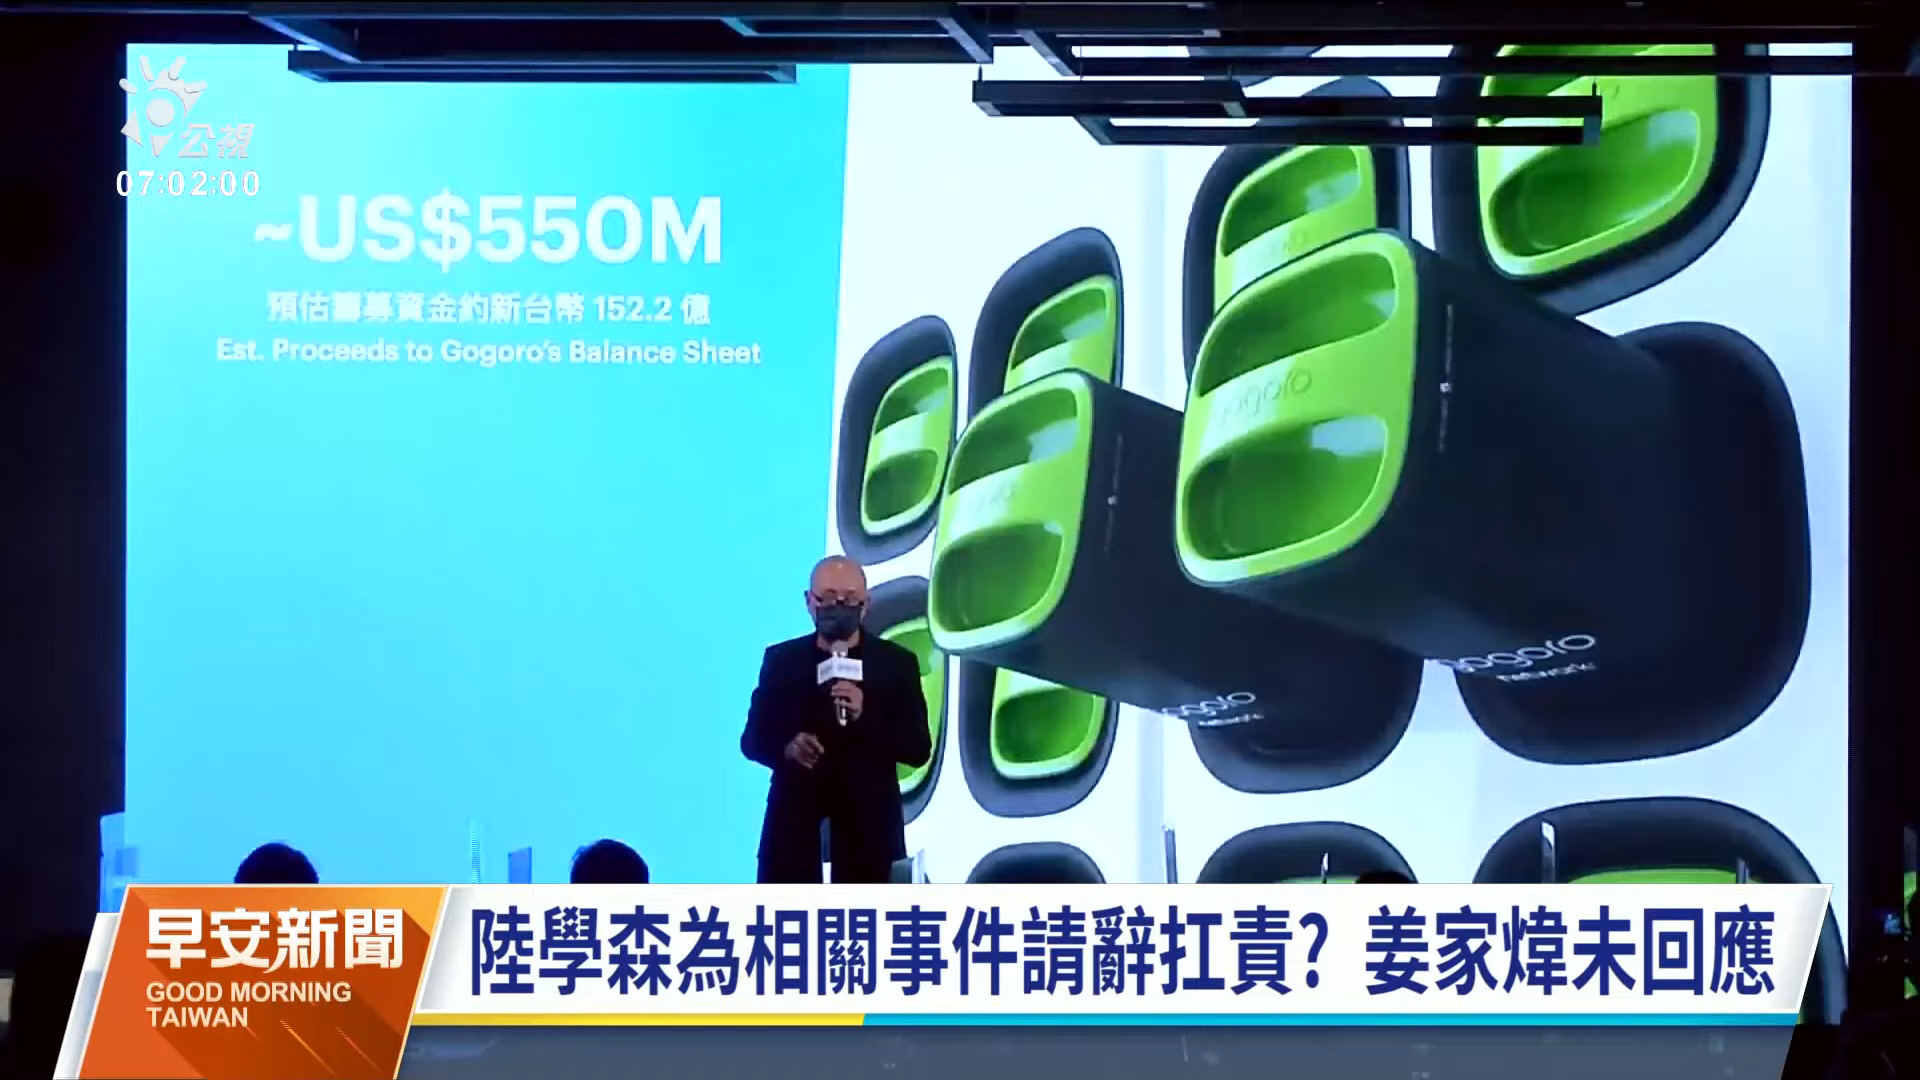 公視
07:02:00
~US$550M
預估籌募資金約新台幣 152.2 億
Est. Proceeds to Gogoro's Balance Sheet
gogoro
gogoro
network
gogoro
network
早安新聞
GOOD MORNING
TAIWAN
陸學森為相關事件請辭扛責? 姜家煒未回應